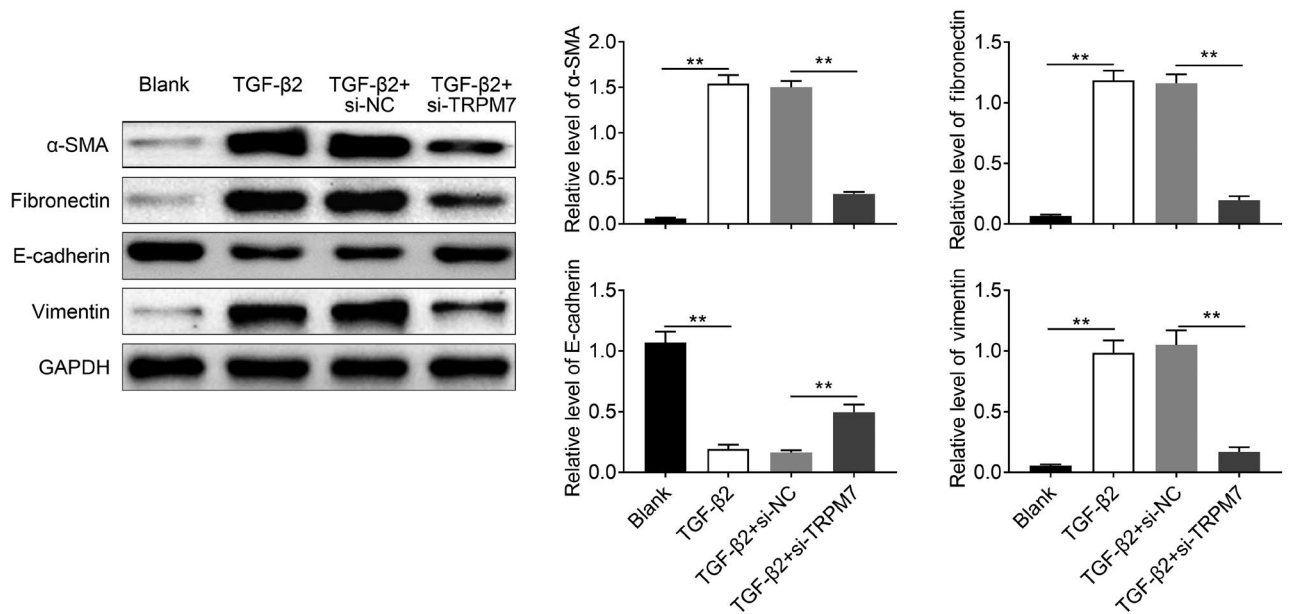 Blank
TGF-β2
TGF-β2+
si-NC
TGF-β2+
si-TRPM7
α-SMA
Fibronectin
E-cadherin
Vimentin
GAPDH
Relative level of α-SMA
2.0
1.5
1.0
0.5
0.0
**
**
Relative level of fibronectin
1.5
1.0
0.5
0.0
**
**
Relative level of E-cadherin
1.5
1.0
0.5
0.0
**
**
Blank
TGF-β2
TGF-β2+si-NC
TGF-β2+si-TRPM7
Relative level of vimentin
1.5
1.0
0.5
0.0
**
**
Blank
TGF-β2
TGF-β2+si-NC
TGF-β2+si-TRPM7